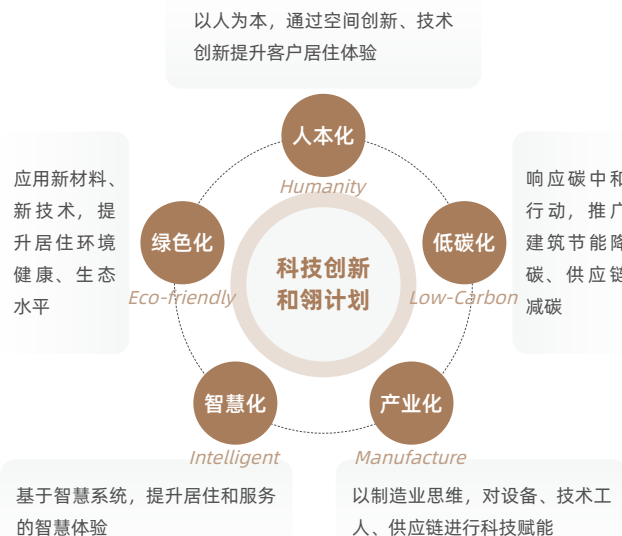 以人为本，通过空间创新、技术
创新提升客户居住体验
人本化
Humanity
应用新材料、
新技术，提
升居住环境
健康、生态
水平
绿色化
Eco-friendly
科技创新
和翎计划
低碳化
Low-Carbon
响应碳中和
行动，推广
建筑节能降
碳、供应链
减碳
智慧化
Intelligent
产业化
Manufacture
基于智慧系统，提升居住和服务
的智慧体验
以制造业思维，对设备、技术工
人、供应链进行科技赋能